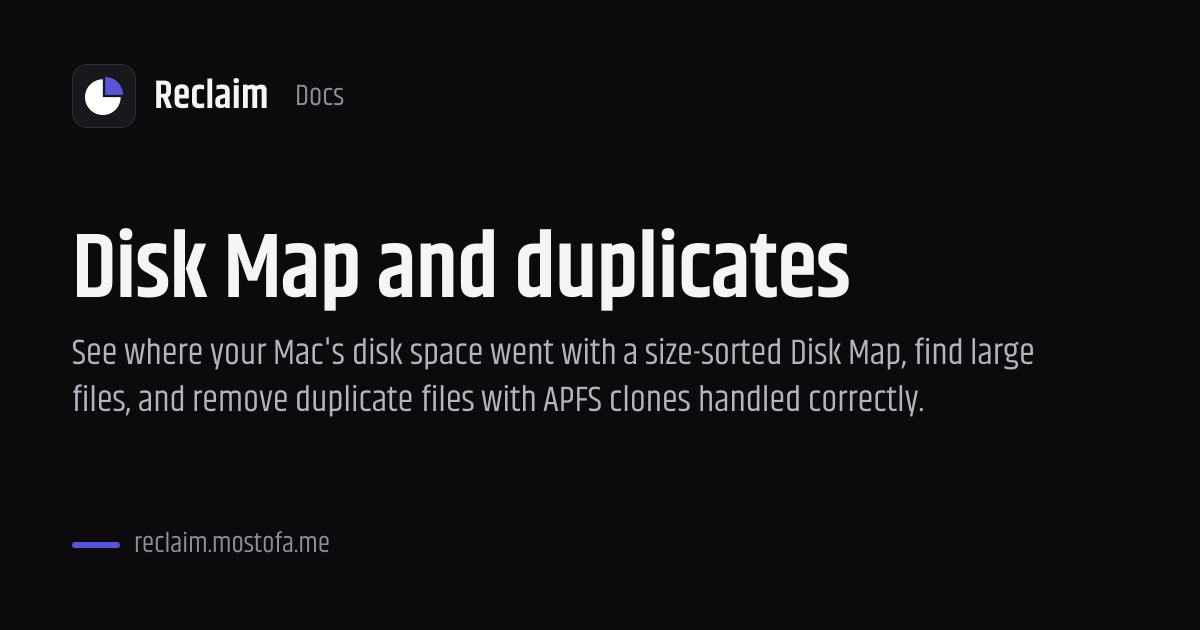 Reclaim Docs
Disk Map and duplicates
See where your Mac's disk space went with a size-sorted Disk Map, find large
files, and remove duplicate files with APFS clones handled correctly.
reclaim.mostofa.me